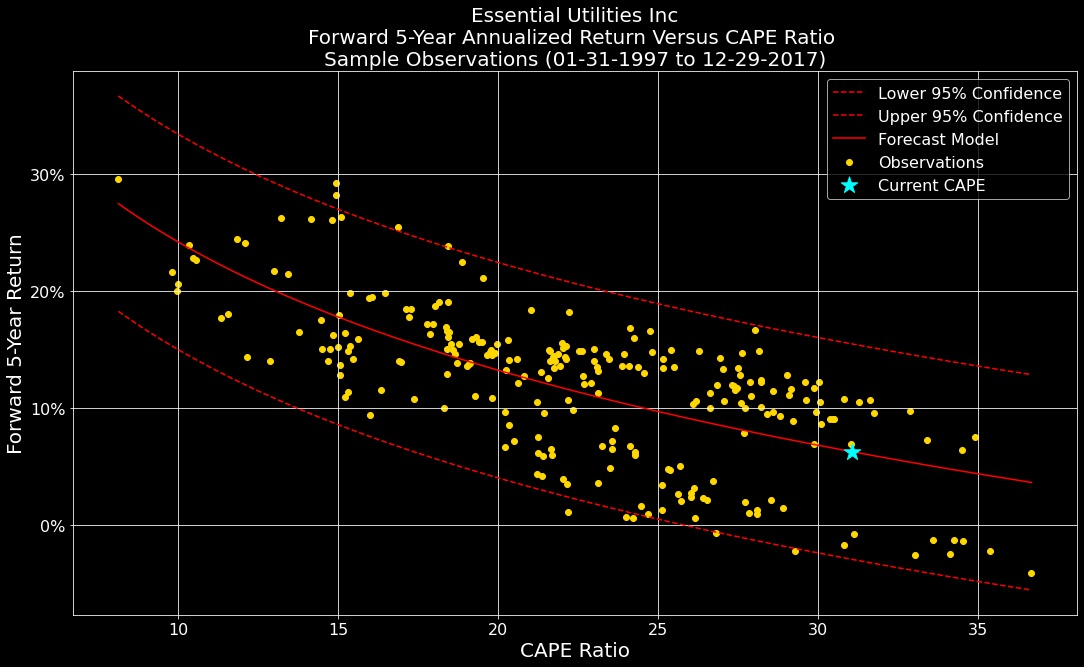 Essential Utilities Inc
Forward 5-Year Annualized Return Versus CAPE Ratio
Sample Observations (01-31-1997 to 12-29-2017)
Lower 95% Confidence
Upper 95% Confidence
Forecast Model
Observations
Current CAPE
Forward 5-Year Return
30%
20%
10%
0%
10
15
20
25
30
35
CAPE Ratio